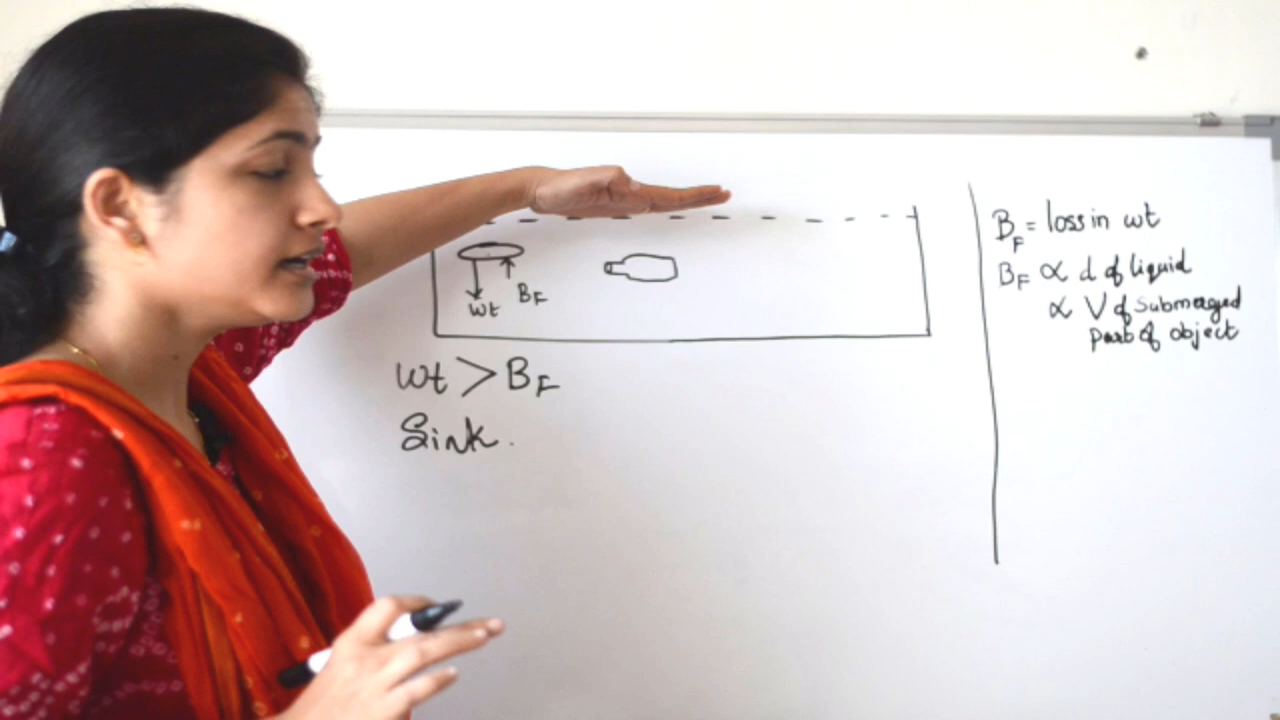 wt
BF
wt > BF
Sink.
BF = loss in wt
BF ∝ d of liquid
∝ V of submerged
part of object